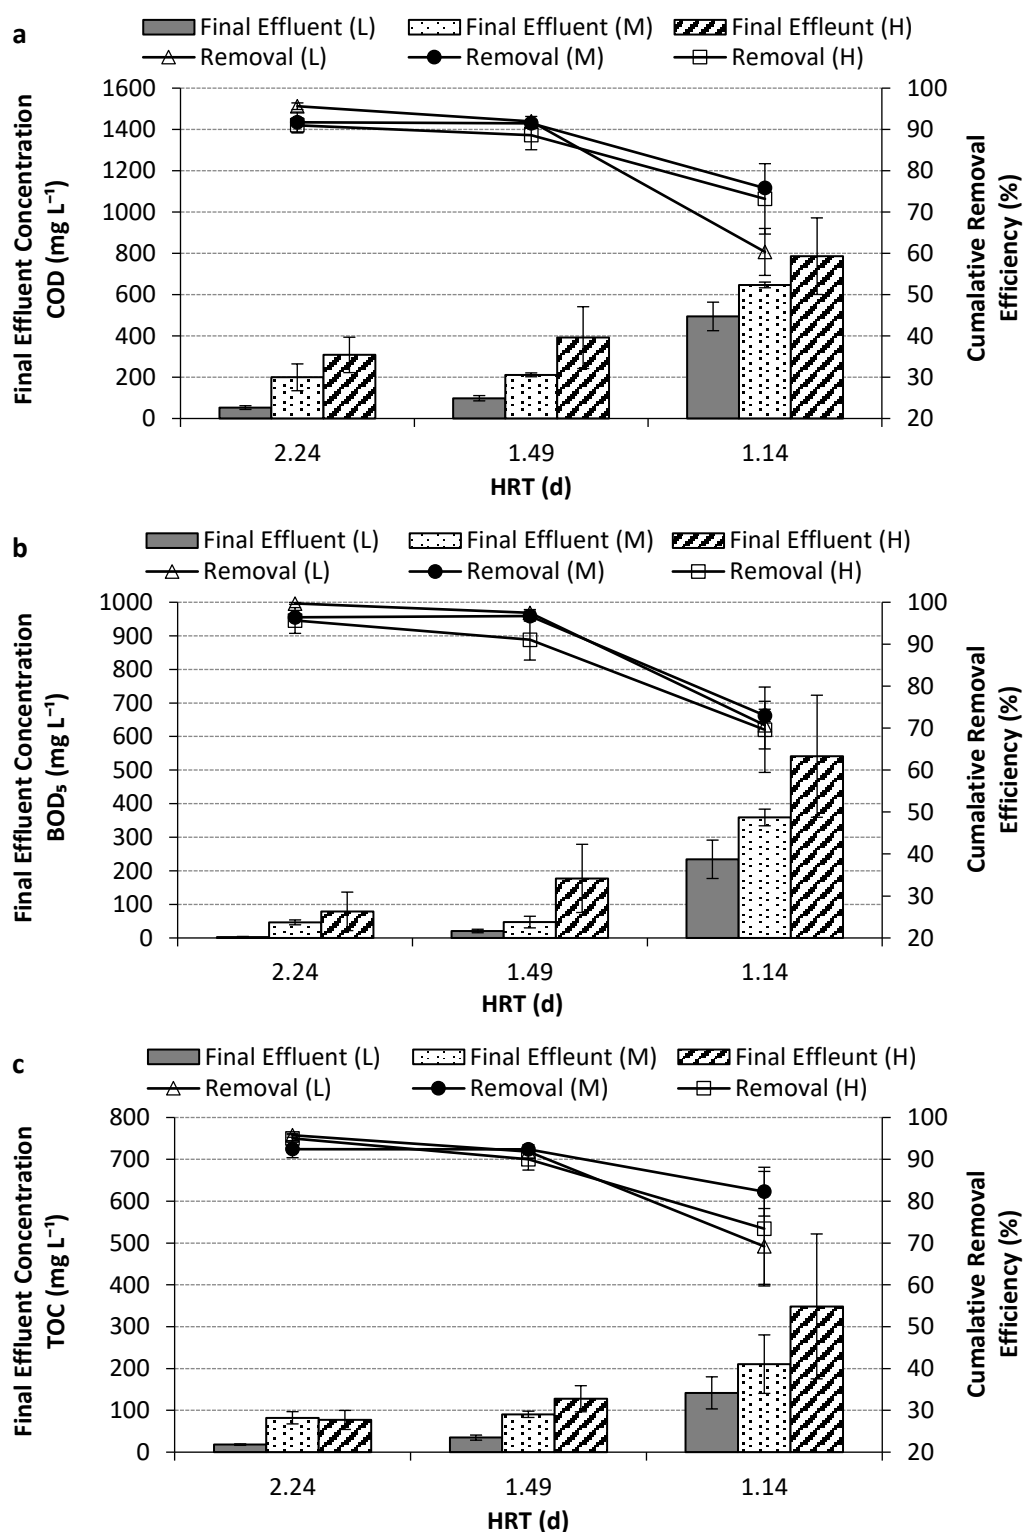 a
Final Effluent (L) Final Effluent (M) Final Effleunt (H)
Removal (L) Removal (M) Removal (H)
Final Effluent Concentration
COD (mg L⁻¹)
1600
1400
1200
1000
800
600
400
200
0
100
90
80
70
60
50
40
30
20
Cumalative Removal
Efficiency (%)
2.24 1.49 1.14
HRT (d)
b
Final Effluent (L) Final Effluent (M) Final Effluent (H)
Removal (L) Removal (M) Removal (H)
Final Effluent Concentration
BOD₅ (mg L⁻¹)
1000
900
800
700
600
500
400
300
200
100
0
100
90
80
70
60
50
40
30
20
Cumalative Removal
Efficiency (%)
2.24 1.49 1.14
HRT (d)
c
Final Effluent (L) Final Effleunt (M) Final Effleunt (H)
Removal (L) Removal (M) Removal (H)
Final Effluent Concentration
TOC (mg L⁻¹)
800
700
600
500
400
300
200
100
0
100
90
80
70
60
50
40
30
20
Cumalative Removal
Efficiency (%)
2.24 1.49 1.14
HRT (d)